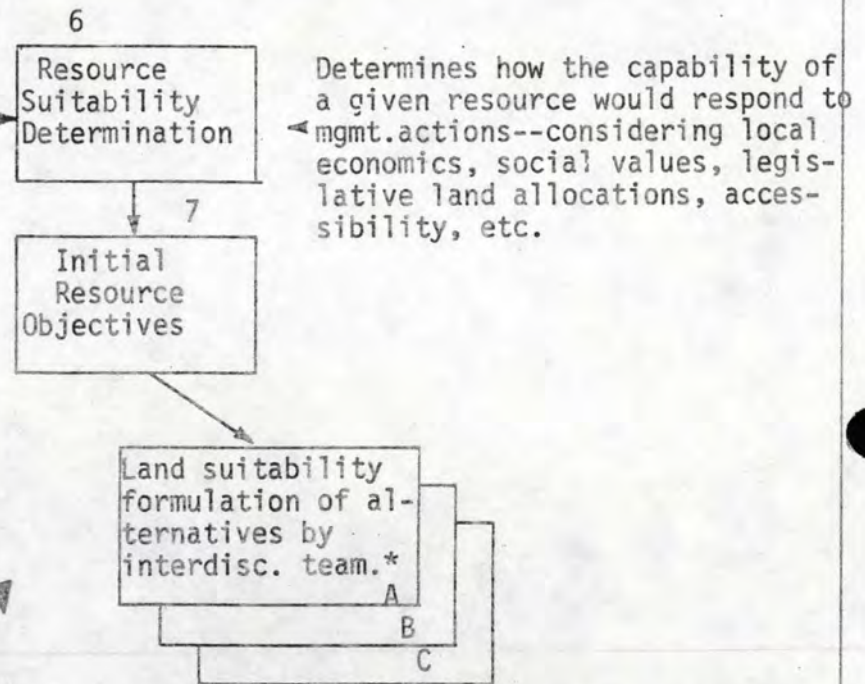 6
Resource
Suitability
Determination
Determines how the capability of
a given resource would respond to
mgmt.actions--considering local
economics, social values, legis-
lative land allocations, acces-
sibility, etc.
7
Initial
Resource
Objectives
Land suitability
formulation of al-
ternatives by
interdisc. team.*
A
B
C